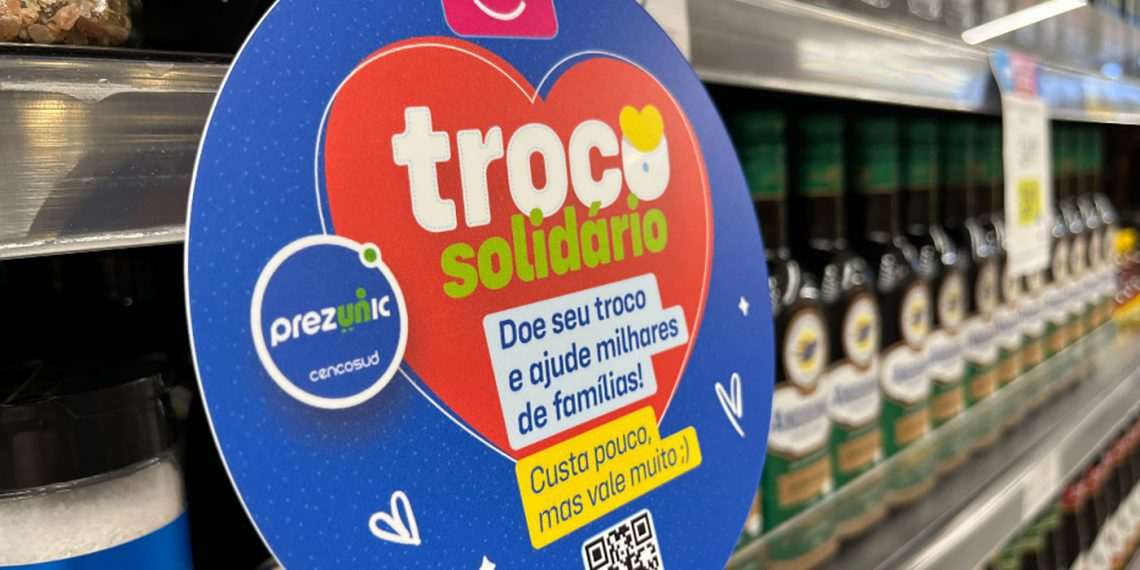 troco
solidário
prezunic
cencosud
Doe seu troco
e ajude milhares
de famílias!
Custa pouco,
mas vale muito ;)